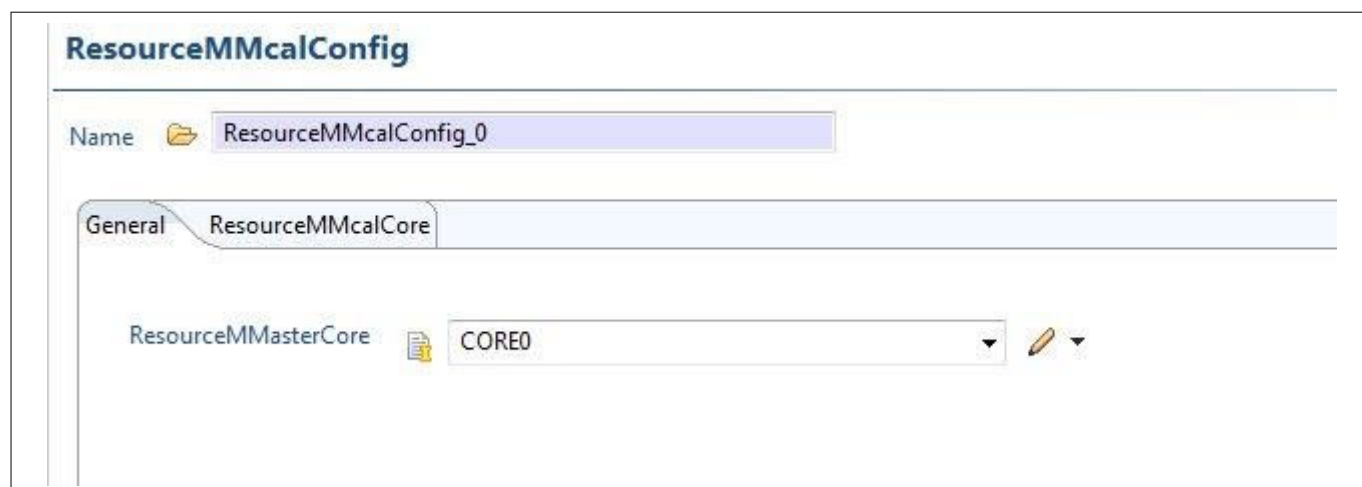 ResourceMMcalConfig
Name ResourceMMcalConfig_0
General ResourceMMcalCore
ResourceMMasterCore CORE0